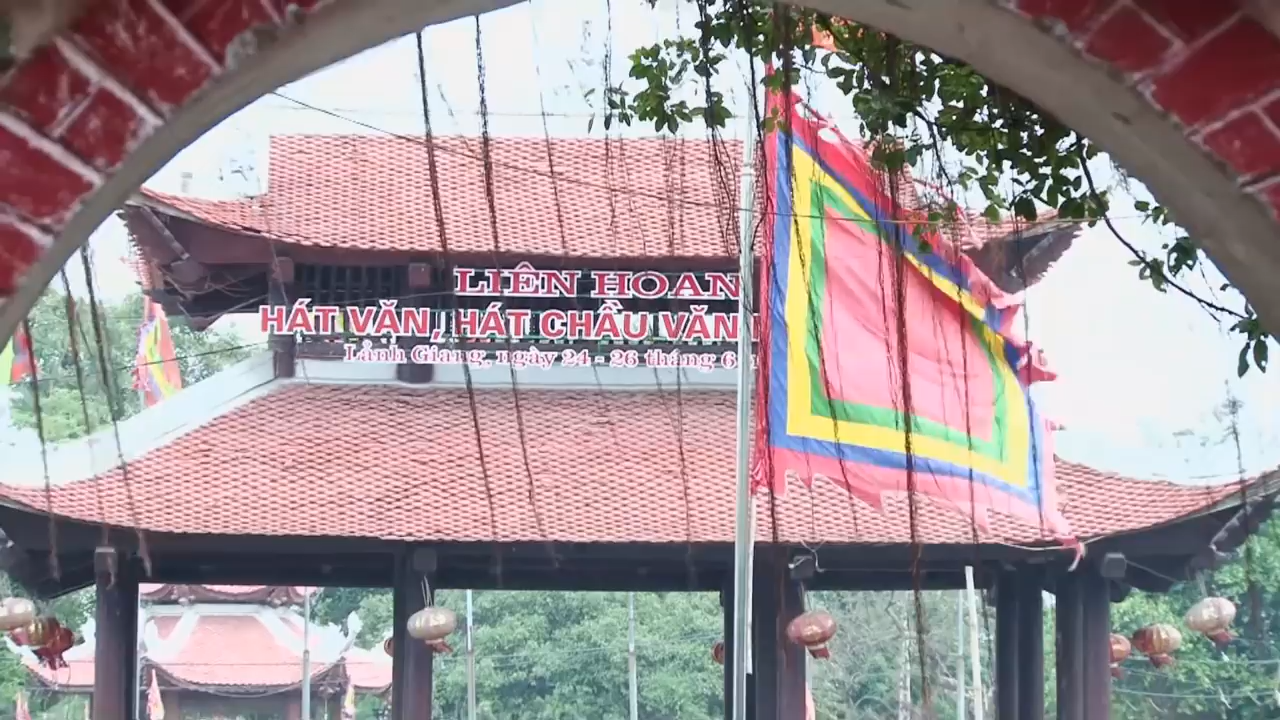 LIÊN HOAN
HÁT VĂN, HÁT CHẦU VĂN
Lảnh Giang, ngày 24 - 26 tháng 6